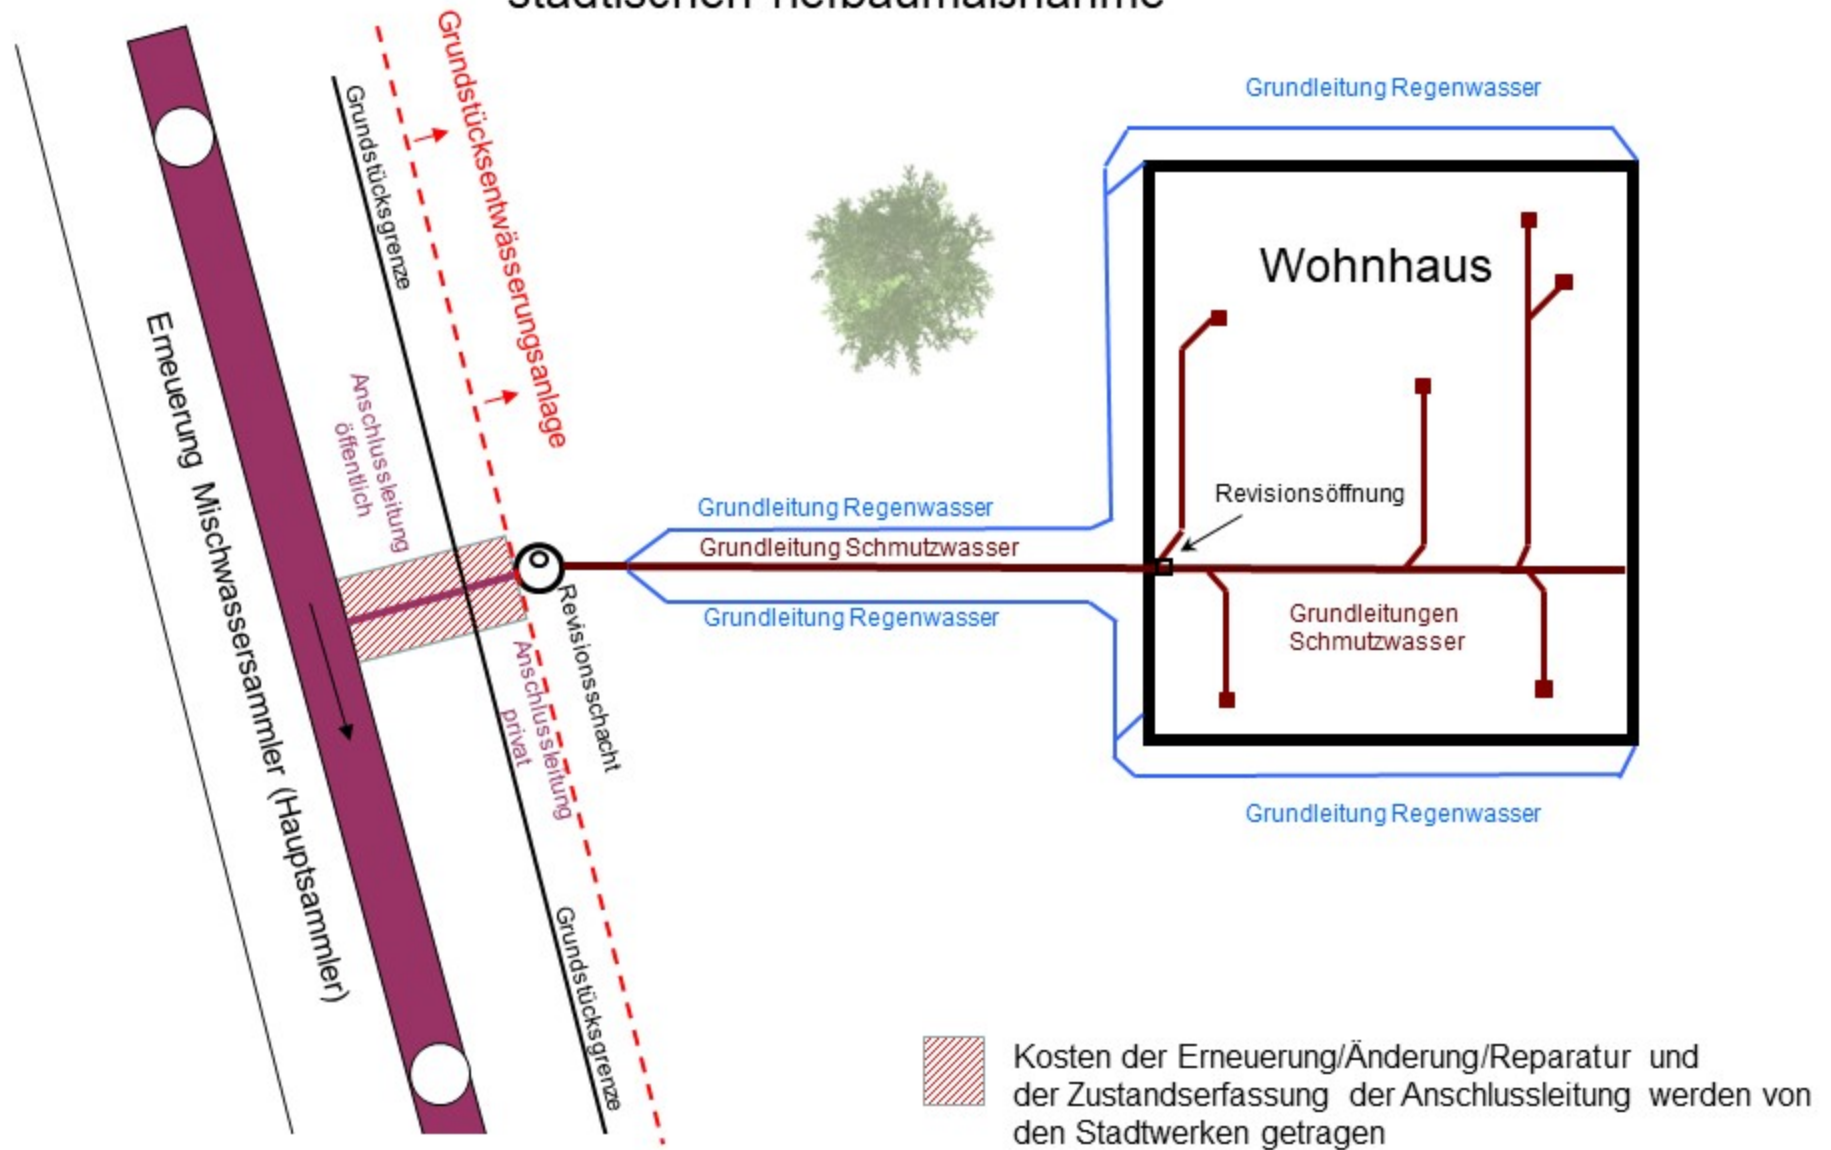 städtischen Tiefbaumaßnahme
Grundstücksentwässerungsanlage
Grundstücksgrenze
Grundleitung Regenwasser
Wohnhaus
Erneuerung Mischwassersammler (Hauptsammler)
Anschlussleitung
öffentlich
Grundleitung Regenwasser
Revisionsöffnung
Grundleitung Schmutzwasser
Grundleitung Regenwasser
Revisionsschacht
Anschlussleitung
privat
Grundleitungen
Schmutzwasser
Grundleitung Regenwasser
Grundstücksgrenze
Kosten der Erneuerung/Änderung/Reparatur und
der Zustandserfassung der Anschlussleitung werden von
den Stadtwerken getragen